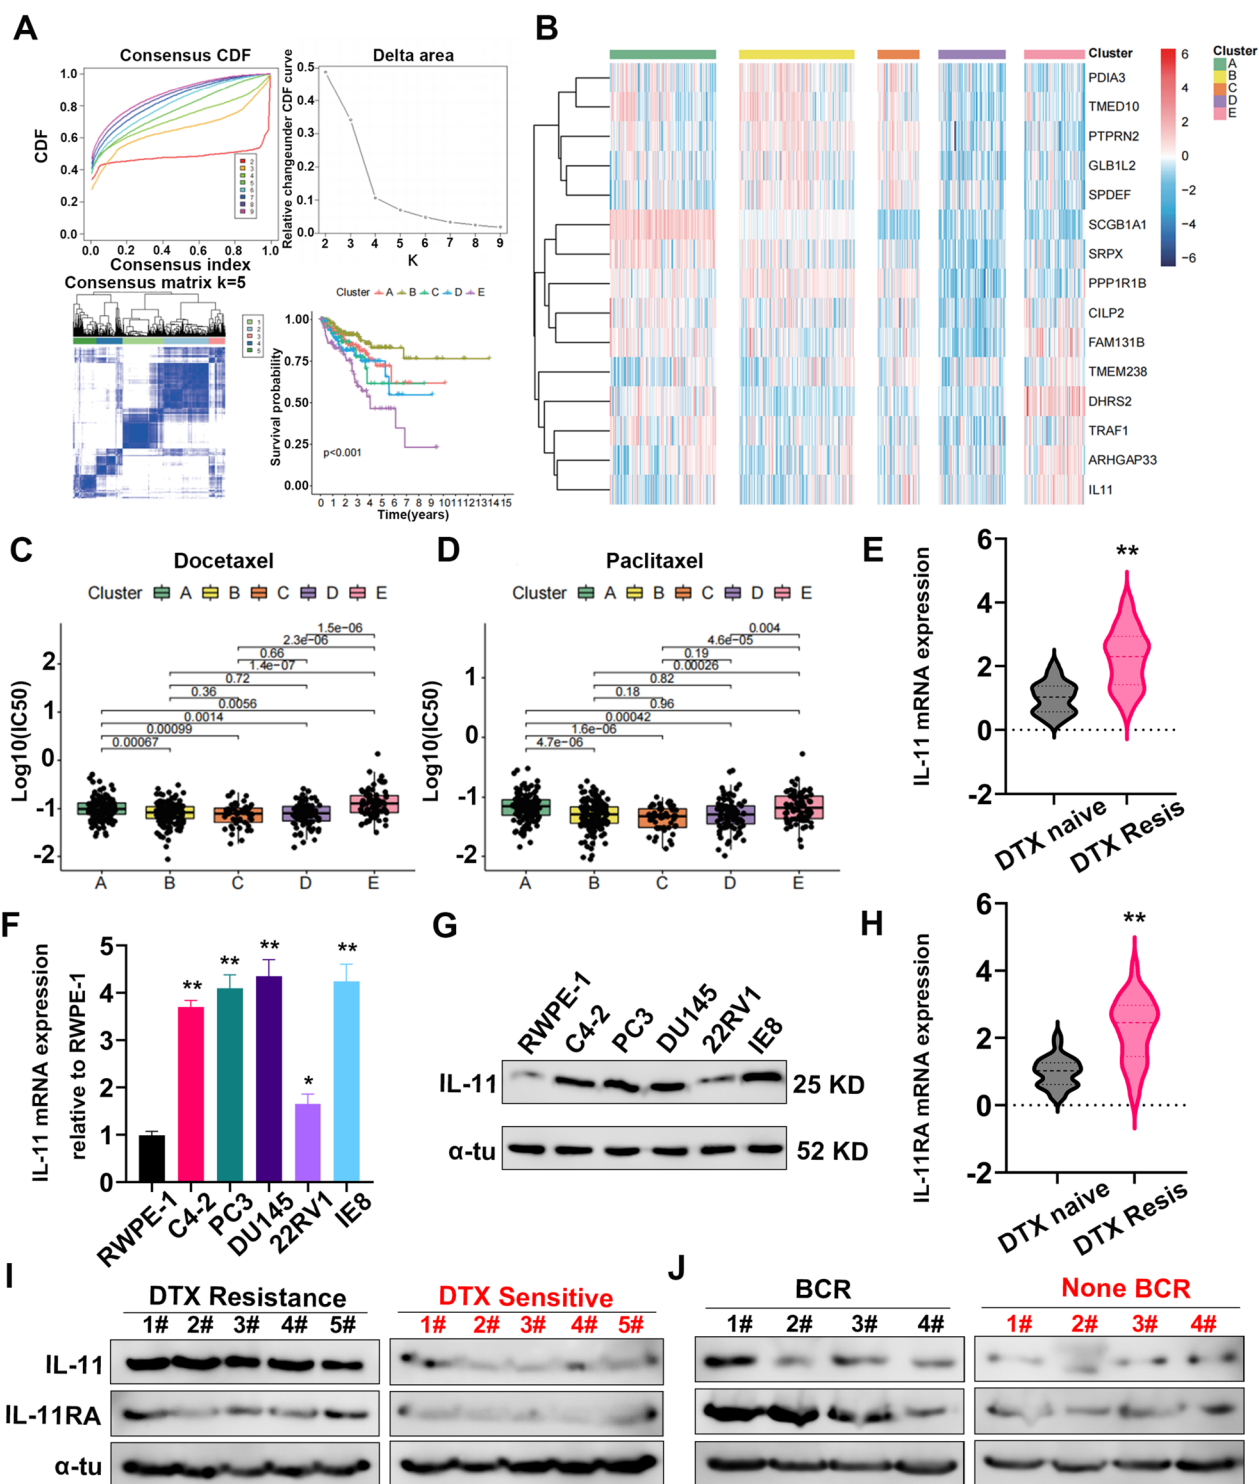 A
Consensus CDF
CDF
1.0
0.8
0.6
0.4
0.2
0.0
0.0 0.2 0.4 0.6 0.8 1.0
Consensus index
2
3
4
5
6
7
8
9
Delta area
Relative changeunder CDF curve
0.5
0.4
0.3
0.2
0.1
0.0
2 3 4 5 6 7 8 9
K
Consensus matrix k=5
1
2
3
4
5
Cluster A B C D E
Survival probability
1.00
0.75
0.50
0.25
0.00
p<0.001
0 1 2 3 4 5 6 7 8 9 10 11 12 13 14 15
Time(years)
B
Cluster
PDIA3
TMED10
PTPRN2
GLB1L2
SPDEF
SCGB1A1
SRPX
PPP1R1B
CILP2
FAM131B
TMEM238
DHRS2
TRAF1
ARHGAP33
IL11
6
4
2
0
−2
−4
−6
Cluster
A
B
C
D
E
C
Docetaxel
Cluster A B C D E
Log10(IC50)
2
1
0
-1
-2
1.5e-06
2.3e-06
0.66
1.4e-07
0.72
0.36
0.0056
0.0014
0.00099
0.00067
A B C D E
D
Paclitaxel
Cluster A B C D E
Log10(IC50)
1
0
-1
-2
0.004
4.6e-05
0.19
0.00026
0.82
0.18
0.96
0.00042
1.6e-06
4.7e-06
A B C D E
E
IL-11 mRNA expression
6
4
2
0
-2
**
DTX naive
DTX Resis
F
IL-11 mRNA expression
relative to RWPE-1
5
4
3
2
1
0
** ** ** * **
RWPE-1
C4-2
PC3
DU145
22RV1
IE8
G
RWPE-1
C4-2
PC3
DU145
22RV1
IE8
IL-11 25 KD
α-tu 52 KD
H
IL-11RA mRNA expression
6
4
2
0
-2
**
DTX naive
DTX Resis
I
DTX Resistance DTX Sensitive
1# 2# 3# 4# 5# 1# 2# 3# 4# 5#
IL-11
IL-11RA
α-tu
J
BCR None BCR
1# 2# 3# 4# 1# 2# 3# 4#